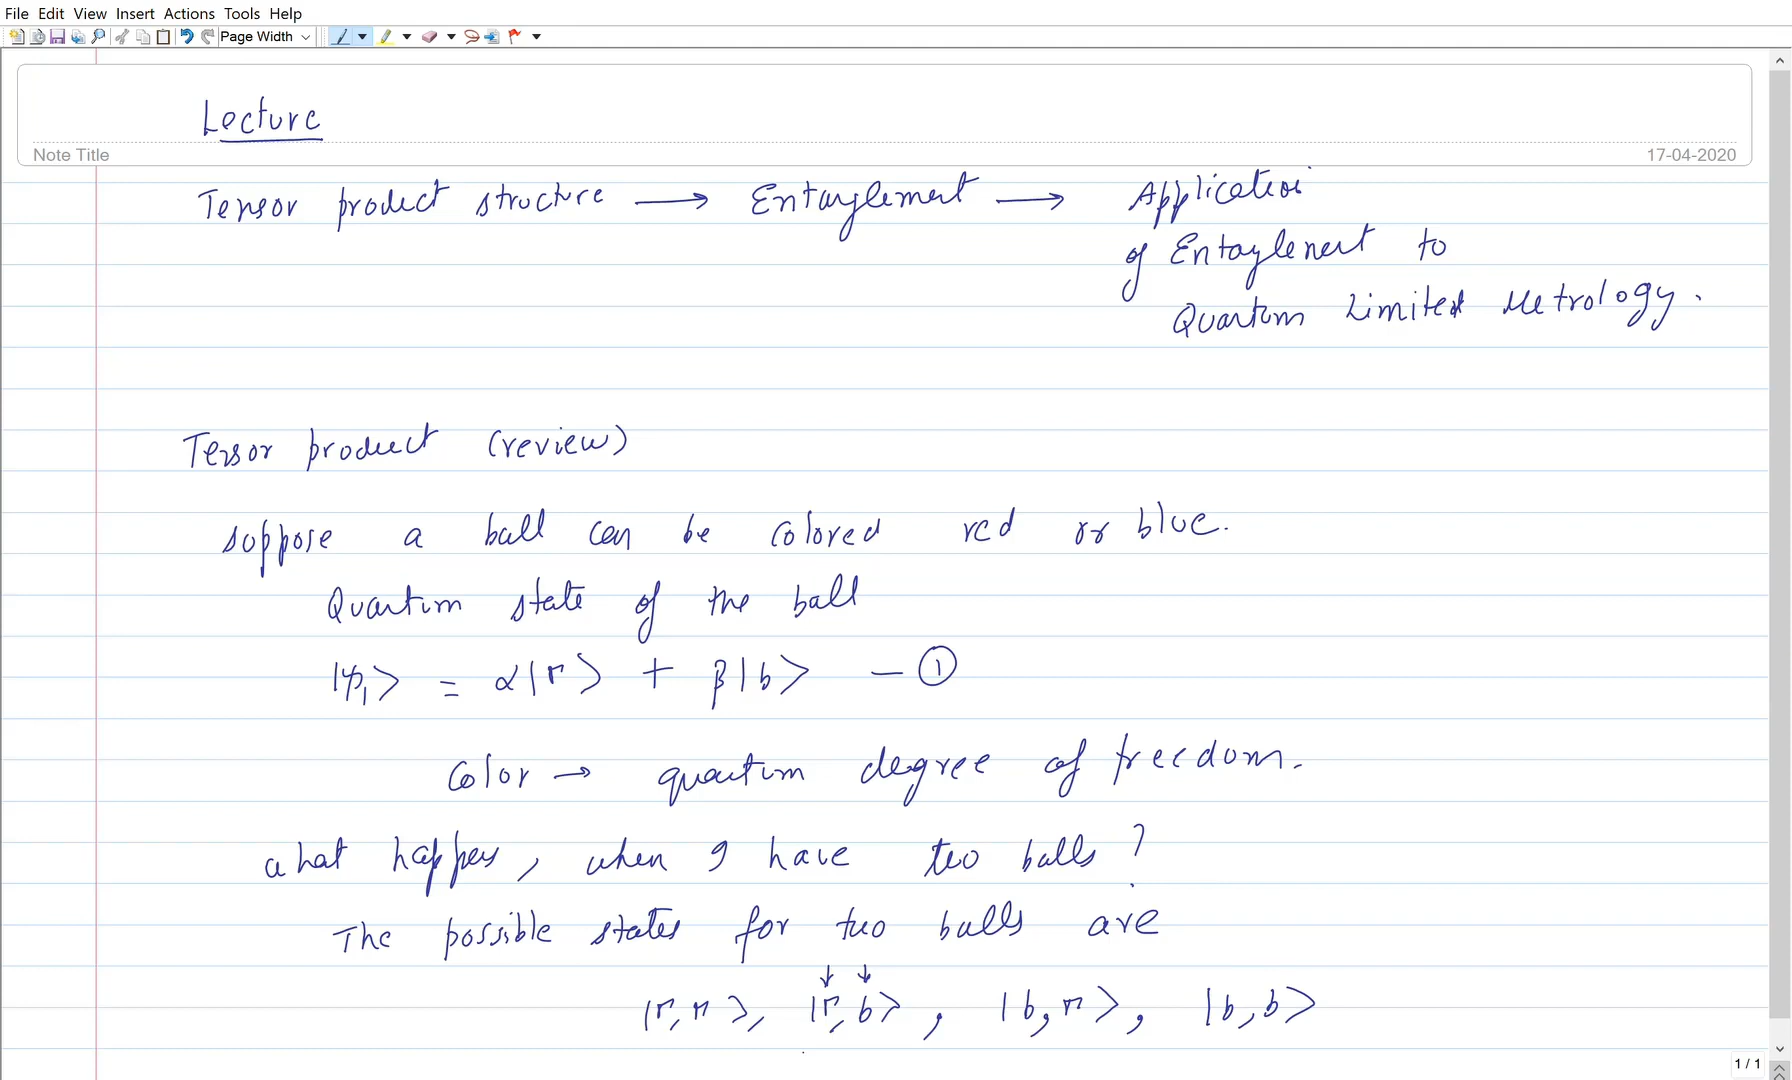 File Edit View Insert Actions Tools Help
Page Width
Lecture
Note Title 17-04-2020
Tensor product structure → Entanglement → Application
of Entanglement to
Quantum Limited Metrology.
Tensor product (review)
Suppose a ball can be colored red or blue.
Quantum state of the ball
|ψ₁⟩ = α|r⟩ + β|b⟩ — ①
Color → quantum degree of freedom.
What happens, when I have two balls?
The possible states for two balls are
↓ ↓
|r,r⟩, |r,b⟩, |b,r⟩, |b,b⟩
1 / 1